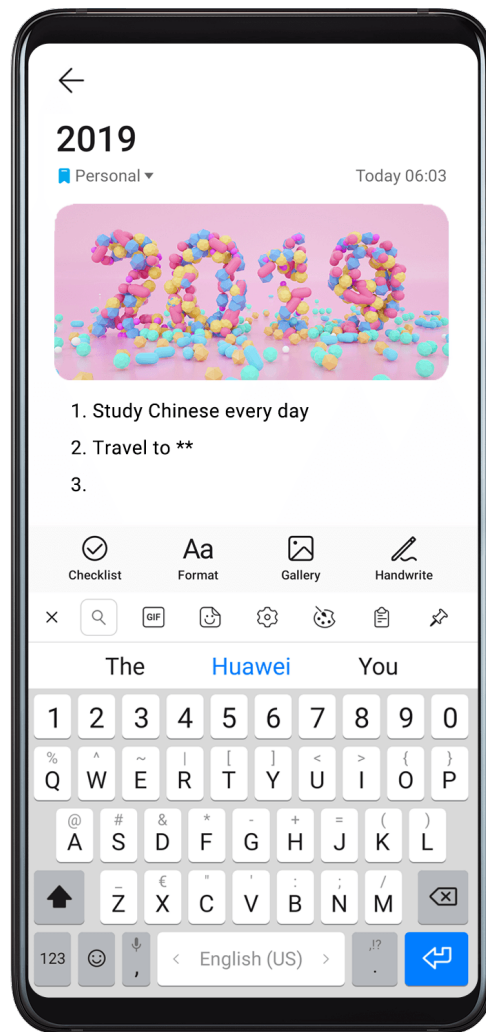 2019
Personal Today 06:03
2019
1. Study Chinese every day
2. Travel to **
3.
Checklist Format Gallery Handwrite
GIF
The Huawei You
1 2 3 4 5 6 7 8 9 0
% ^ ~ | [ ] < > { }
Q W E R T Y U I O P
@ # & * - + = ( )
A S D F G H J K L
_ € " ' : ; /
Z X C V B N M
123 , < English (US) > ,!? .